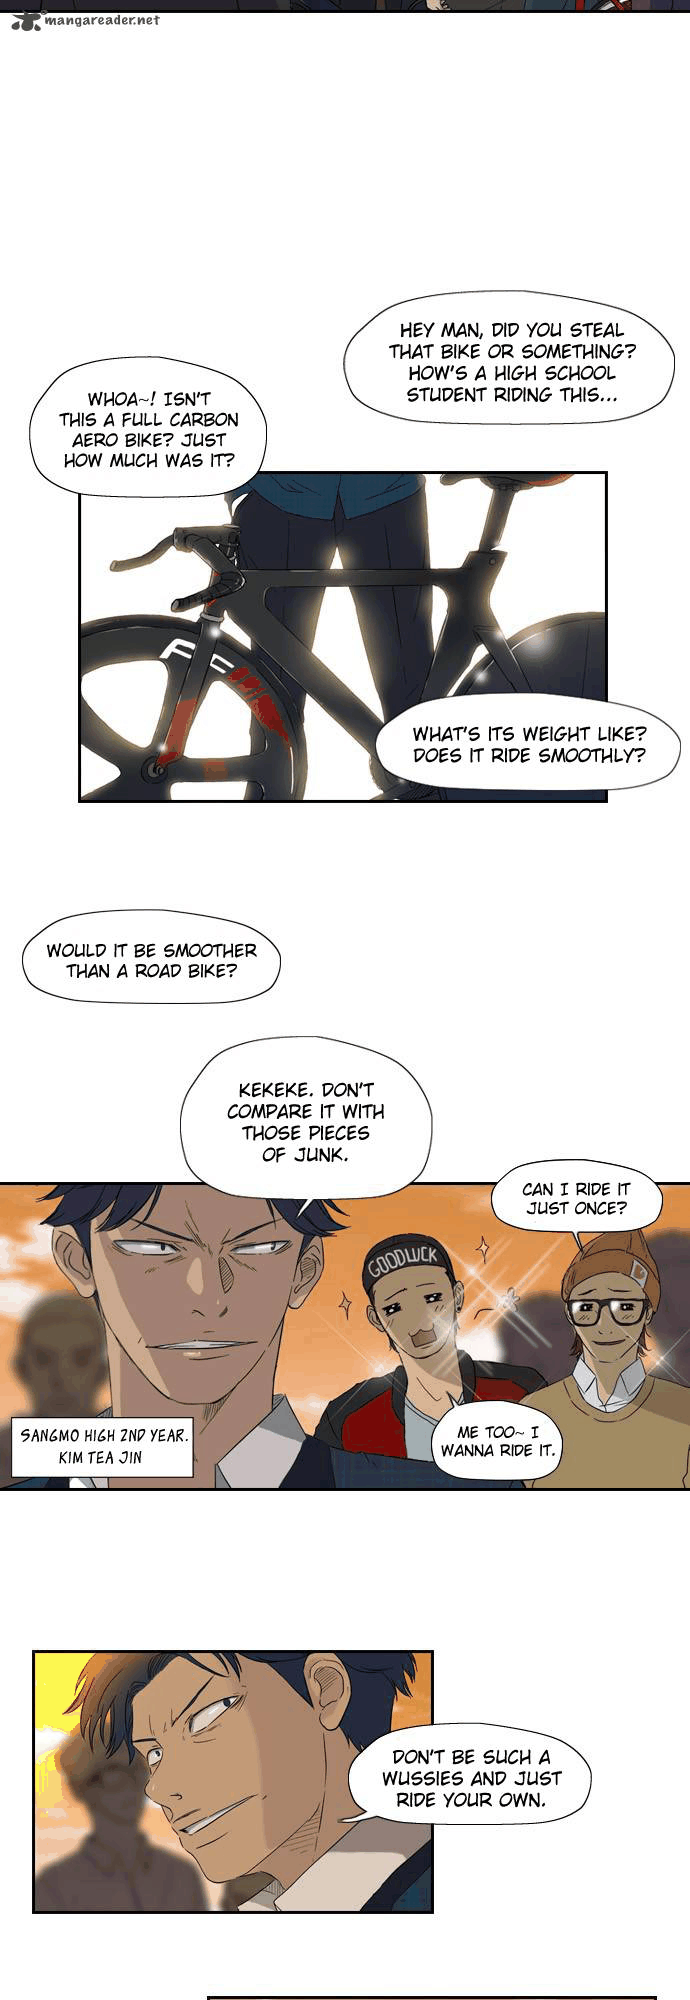 mangareader.net
HEY MAN, DID YOU STEAL
THAT BIKE OR SOMETHING?
HOW'S A HIGH SCHOOL
STUDENT RIDING THIS...
WHOA~! ISN'T
THIS A FULL CARBON
AERO BIKE? JUST
HOW MUCH WAS IT?
FF
WHAT'S ITS WEIGHT LIKE?
DOES IT RIDE SMOOTHLY?
WOULD IT BE SMOOTHER
THAN A ROAD BIKE?
KEKEKE. DON'T
COMPARE IT WITH
THOSE PIECES
OF JUNK.
CAN I RIDE IT
JUST ONCE?
GOODLUCK
ME TOO~ I
WANNA RIDE IT.
SANGMO HIGH 2ND YEAR.
KIM TEA JIN
DON'T BE SUCH A
WUSSIES AND JUST
RIDE YOUR OWN.